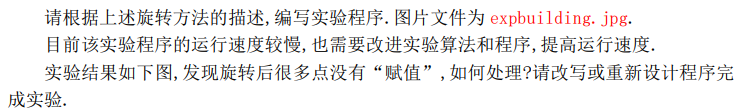 请根据上述旋转方法的描述,编写实验程序.图片文件为 expbuilding.jpg.
目前该实验程序的运行速度较慢,也需要改进实验算法和程序,提高运行速度.
实验结果如下图,发现旋转后很多点没有“赋值”,如何处理?请改写或重新设计程序完
成实验.